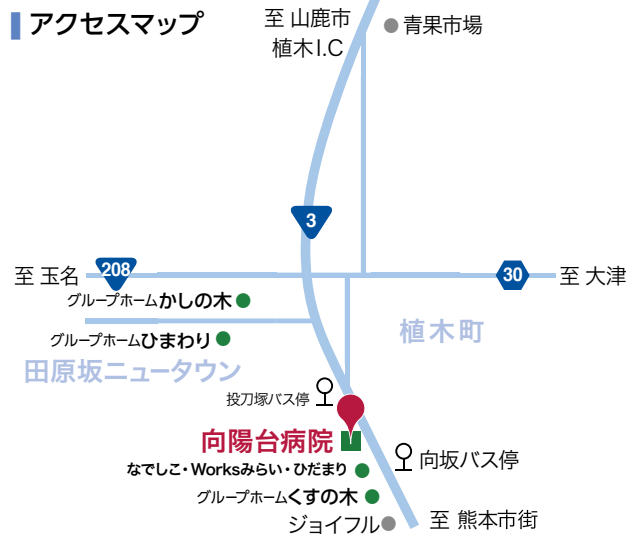 アクセスマップ
至 山鹿市
植木I.C
青果市場
3
至 玉名
208
30
至 大津
グループホームかしの木
グループホームひまわり
植木町
田原坂ニュータウン
投刀塚バス停
向陽台病院
向坂バス停
なでしこ・Worksみらい・ひだまり
グループホームくすの木
ジョイフル
至 熊本市街